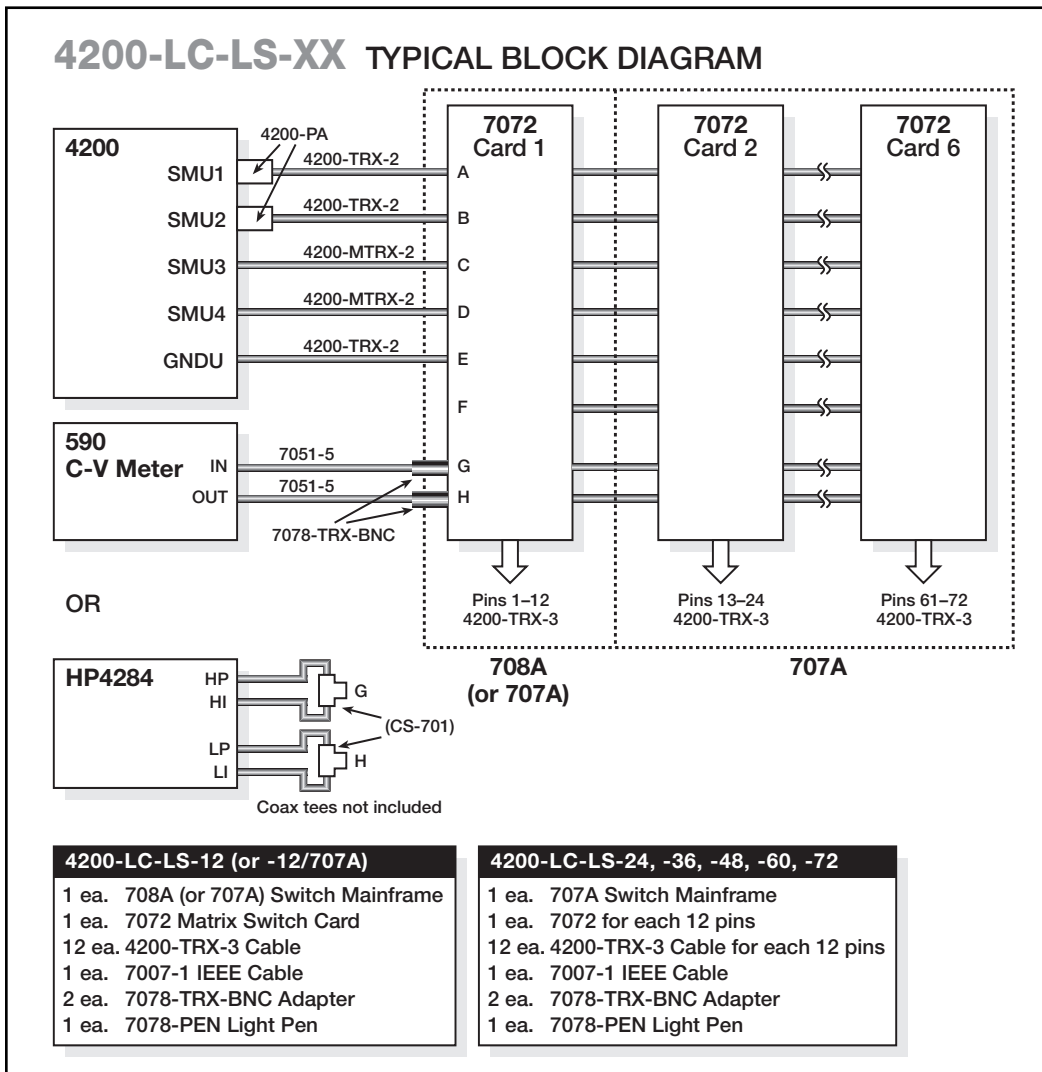 4200-LC-LS-XX TYPICAL BLOCK DIAGRAM
4200
SMU1
SMU2
SMU3
SMU4
GNDU
4200-PA
4200-TRX-2
4200-TRX-2
4200-MTRX-2
4200-MTRX-2
4200-TRX-2
590
C-V Meter
IN
OUT
7051-5
7051-5
7078-TRX-BNC
7072
Card 1
A
B
C
D
E
F
G
H
7072
Card 2
7072
Card 6
Pins 1–12
4200-TRX-3
Pins 13–24
4200-TRX-3
Pins 61–72
4200-TRX-3
708A
(or 707A)
707A
OR
HP4284
HP
HI
LP
LI
G
(CS-701)
H
Coax tees not included
4200-LC-LS-12 (or -12/707A)
1 ea. 708A (or 707A) Switch Mainframe
1 ea. 7072 Matrix Switch Card
12 ea. 4200-TRX-3 Cable
1 ea. 7007-1 IEEE Cable
2 ea. 7078-TRX-BNC Adapter
1 ea. 7078-PEN Light Pen
4200-LC-LS-24, -36, -48, -60, -72
1 ea. 707A Switch Mainframe
1 ea. 7072 for each 12 pins
12 ea. 4200-TRX-3 Cable for each 12 pins
1 ea. 7007-1 IEEE Cable
2 ea. 7078-TRX-BNC Adapter
1 ea. 7078-PEN Light Pen